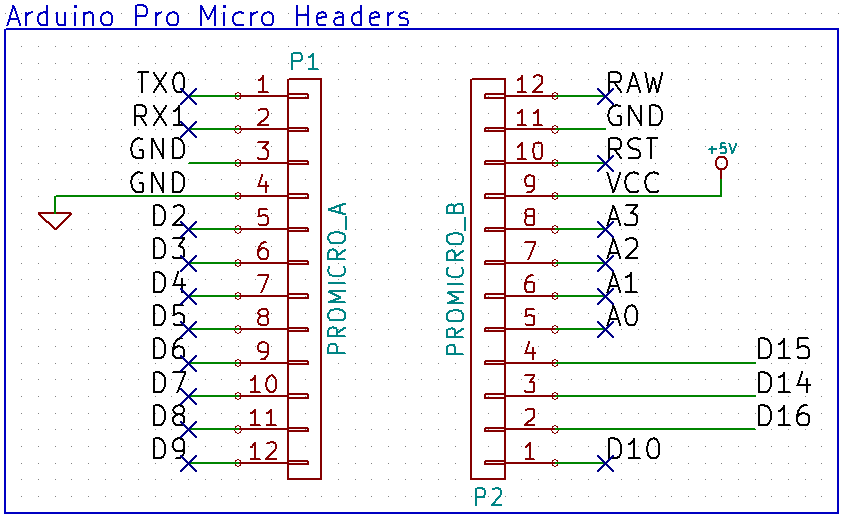 Arduino Pro Micro Headers
P1
TX0 1
RX1 2
GND 3
GND 4
D2 5
D3 6
D4 7
D5 8
D6 9
D7 10
D8 11
D9 12
PROMICRO_A
PROMICRO_B
12 RAW
11 GND
10 RST
+5V
9 VCC
8 A3
7 A2
6 A1
5 A0
4 D15
3 D14
2 D16
1 D10
P2